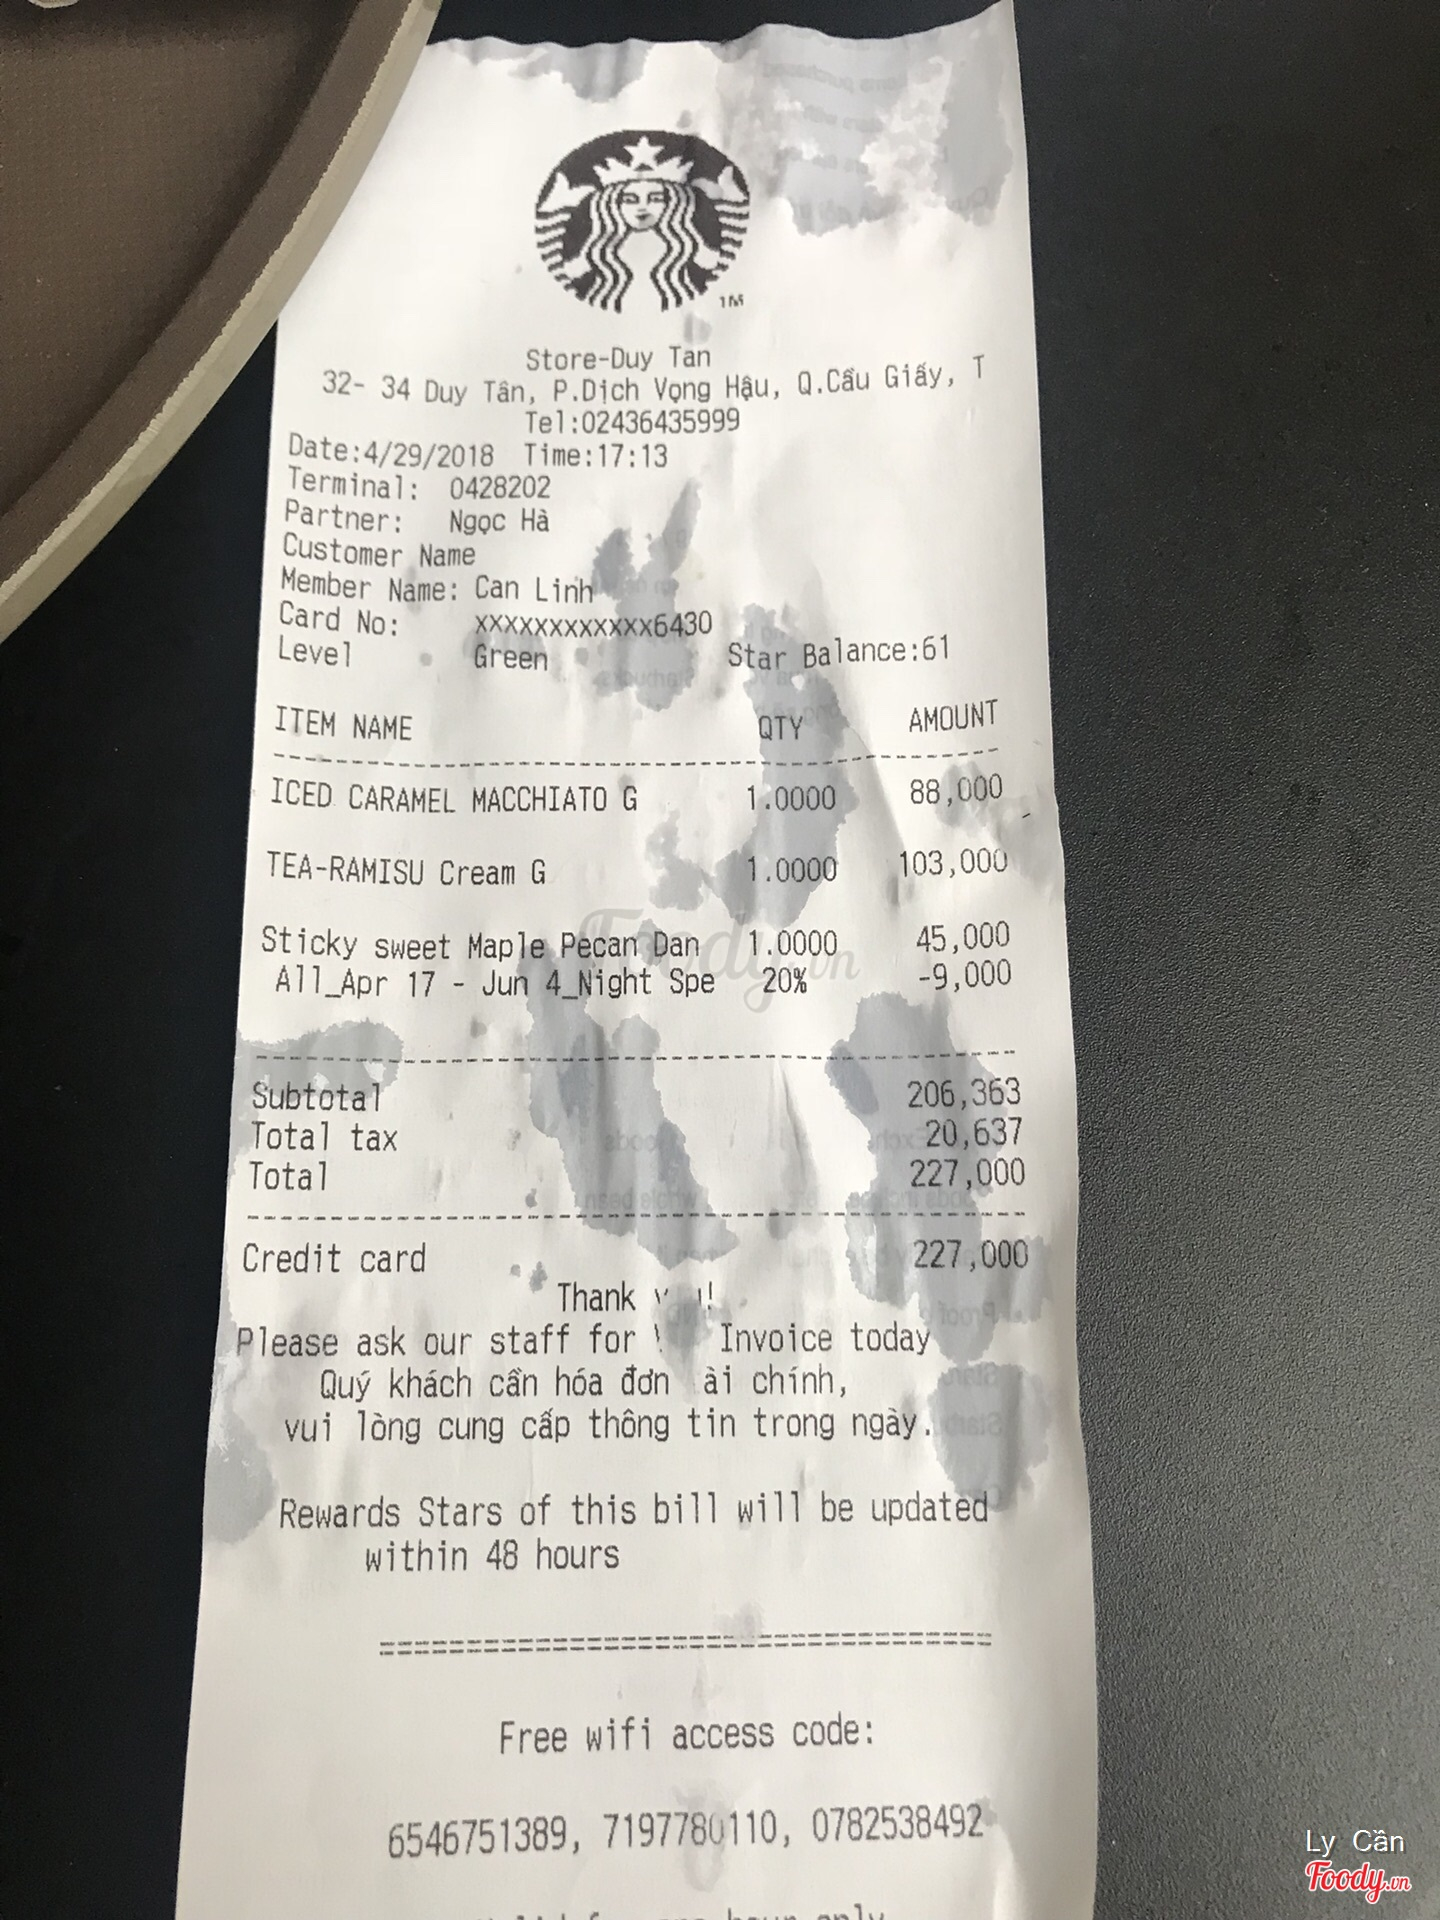 TM
Store-Duy Tan
32- 34 Duy Tân, P.Dịch Vọng Hậu, Q.Cầu Giấy, T
Tel:02436435999
Date:4/29/2018 Time:17:13
Terminal: 0428202
Partner: Ngọc Hà
Customer Name
Member Name: Can Linh
Card No: xxxxxxxxxxxx6430
Level Green Star Balance:61
ITEM NAME QTY AMOUNT
ICED CARAMEL MACCHIATO G 1.0000 88,000
TEA-RAMISU Cream G 1.0000 103,000
Sticky sweet Maple Pecan Dan 1.0000 45,000
All_Apr 17 - Jun 4_Night Spe 20% -9,000
Foody.vn
Subtotal 206,363
Total tax 20,637
Total 227,000
Credit card 227,000
Thank
Please ask our staff for Invoice today
Quý khách cần hóa đơn ài chính,
vui lòng cung cấp thông tin trong ngày.
Rewards Stars of this bill will be updated
within 48 hours
Free wifi access code:
6546751389, 7197780110, 0782538492
Ly Cần
Foody.vn